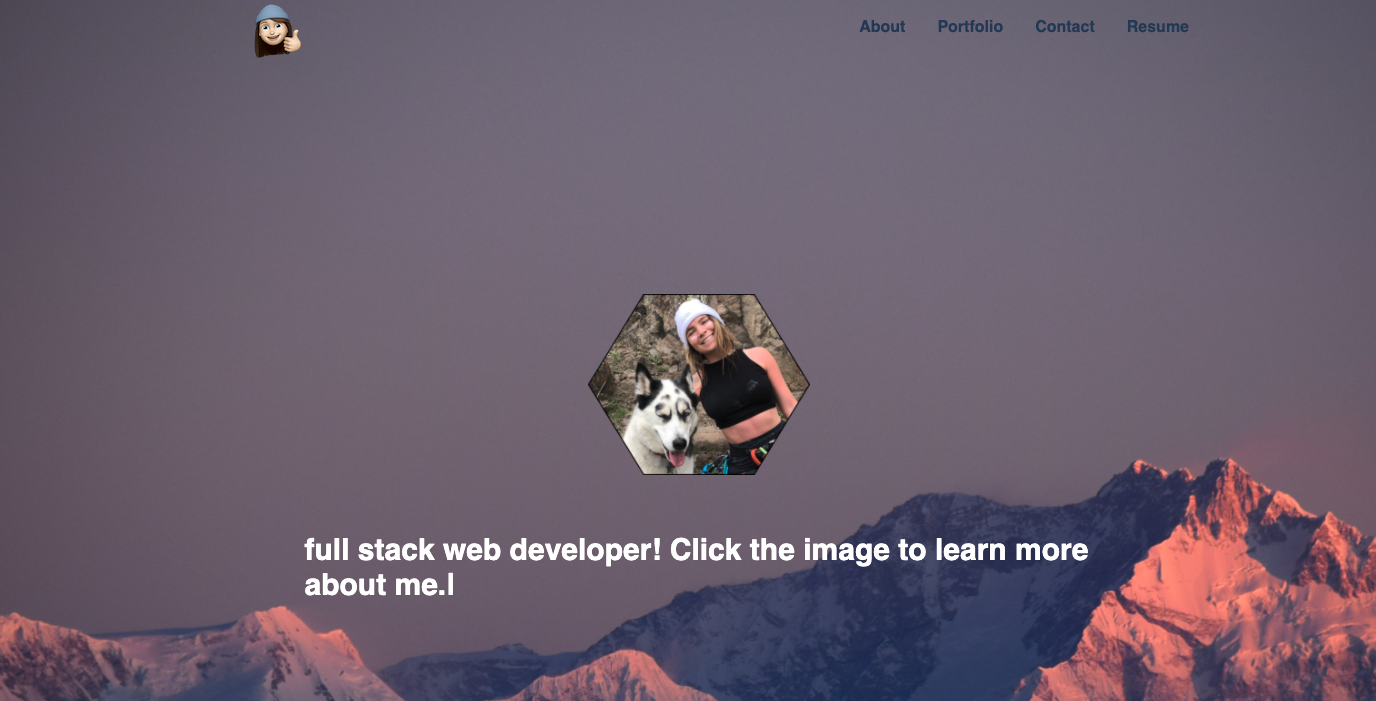 About Portfolio Contact Resume
full stack web developer! Click the image to learn more
about me.|